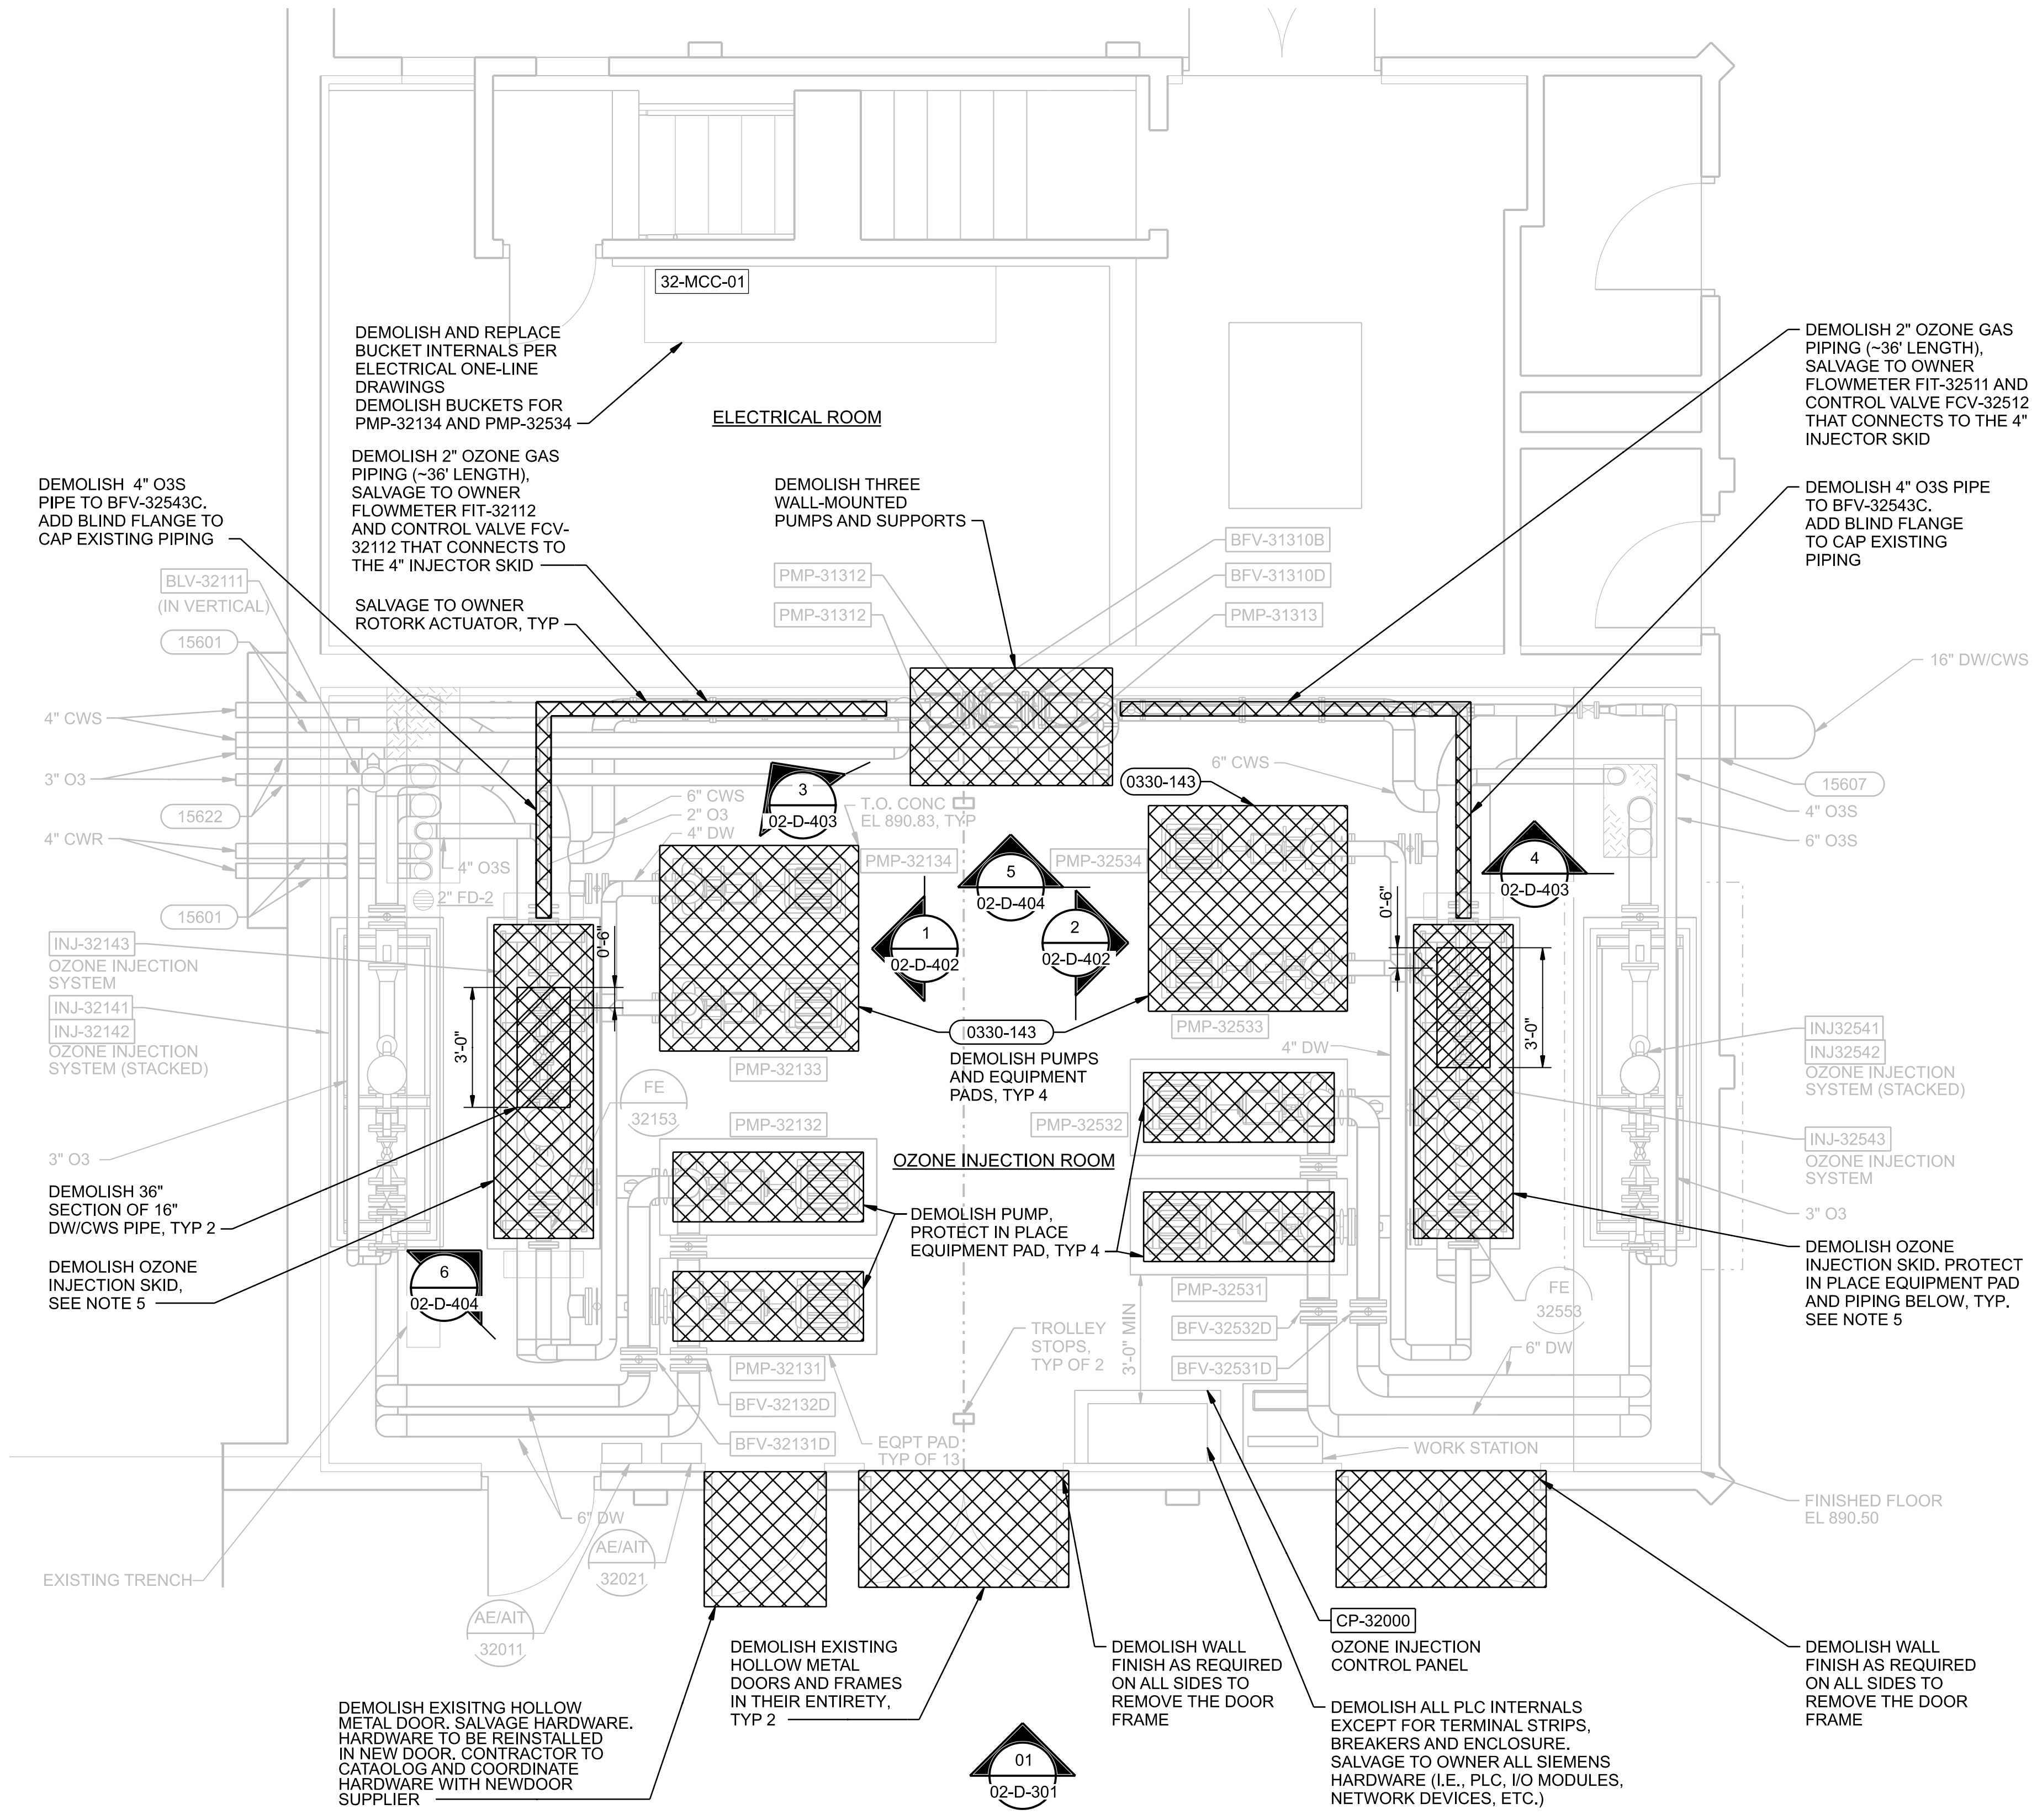 32-MCC-01
DEMOLISH AND REPLACE
BUCKET INTERNALS PER
ELECTRICAL ONE-LINE
DRAWINGS
DEMOLISH BUCKETS FOR
PMP-32134 AND PMP-32534
ELECTRICAL ROOM
DEMOLISH 2" OZONE GAS
PIPING (~36' LENGTH),
SALVAGE TO OWNER
FLOWMETER FIT-32511 AND
CONTROL VALVE FCV-32512
THAT CONNECTS TO THE 4"
INJECTOR SKID
DEMOLISH 4" O3S
PIPE TO BFV-32543C.
ADD BLIND FLANGE TO
CAP EXISTING PIPING
DEMOLISH 2" OZONE GAS
PIPING (~36' LENGTH),
SALVAGE TO OWNER
FLOWMETER FIT-32112
AND CONTROL VALVE FCV-
32112 THAT CONNECTS TO
THE 4" INJECTOR SKID
DEMOLISH THREE
WALL-MOUNTED
PUMPS AND SUPPORTS
DEMOLISH 4" O3S PIPE
TO BFV-32543C.
ADD BLIND FLANGE
TO CAP EXISTING
PIPING
BFV-31310B
BLV-32111
(IN VERTICAL)
PMP-31312
BFV-31310D
SALVAGE TO OWNER
ROTORK ACTUATOR, TYP
PMP-31312
PMP-31313
15601
16" DW/CWS
4" CWS
3" O3
15622
4" CWR
15601
4" O3S
2" FD-2
6" CWS
2" O3
4" DW
3
02-D-403
T.O. CONC
EL 890.83, TYP
0330-143
6" CWS
15607
4" O3S
6" O3S
PMP-32134
5
02-D-404
PMP-32534
4
02-D-403
1
02-D-402
2
02-D-402
0'-6"
0'-6"
3'-0"
3'-0"
INJ-32143
OZONE INJECTION
SYSTEM
INJ-32141
INJ-32142
OZONE INJECTION
SYSTEM (STACKED)
0330-143
DEMOLISH PUMPS
AND EQUIPMENT
PADS, TYP 4
PMP-32533
4" DW
INJ32541
INJ32542
OZONE INJECTION
SYSTEM (STACKED)
PMP-32133
FE
32153
PMP-32132
PMP-32532
INJ-32543
OZONE INJECTION
SYSTEM
3" O3
OZONE INJECTION ROOM
DEMOLISH 36"
SECTION OF 16"
DW/CWS PIPE, TYP 2
DEMOLISH PUMP,
PROTECT IN PLACE
EQUIPMENT PAD, TYP 4
3" O3
DEMOLISH OZONE
INJECTION SKID,
SEE NOTE 5
DEMOLISH OZONE
INJECTION SKID. PROTECT
IN PLACE EQUIPMENT PAD
AND PIPING BELOW, TYP.
SEE NOTE 5
6
02-D-404
PMP-32531
FE
32553
BFV-32532D
3'-0" MIN
TROLLEY
STOPS,
TYP OF 2
6" DW
PMP-32131
BFV-32531D
BFV-32132D
BFV-32131D
EQPT PAD
TYP OF 13
WORK STATION
6" DW
FINISHED FLOOR
EL 890.50
AE/AIT
32021
EXISTING TRENCH
AE/AIT
32011
CP-32000
OZONE INJECTION
CONTROL PANEL
DEMOLISH EXISTING
HOLLOW METAL
DOORS AND FRAMES
IN THEIR ENTIRETY,
TYP 2
DEMOLISH WALL
FINISH AS REQUIRED
ON ALL SIDES TO
REMOVE THE DOOR
FRAME
DEMOLISH WALL
FINISH AS REQUIRED
ON ALL SIDES TO
REMOVE THE DOOR
FRAME
DEMOLISH EXISITNG HOLLOW
METAL DOOR. SALVAGE HARDWARE.
HARDWARE TO BE REINSTALLED
IN NEW DOOR. CONTRACTOR TO
CATAOLOG AND COORDINATE
HARDWARE WITH NEWDOOR
SUPPLIER
DEMOLISH ALL PLC INTERNALS
EXCEPT FOR TERMINAL STRIPS,
BREAKERS AND ENCLOSURE.
SALVAGE TO OWNER ALL SIEMENS
HARDWARE (I.E., PLC, I/O MODULES,
NETWORK DEVICES, ETC.)
01
02-D-301